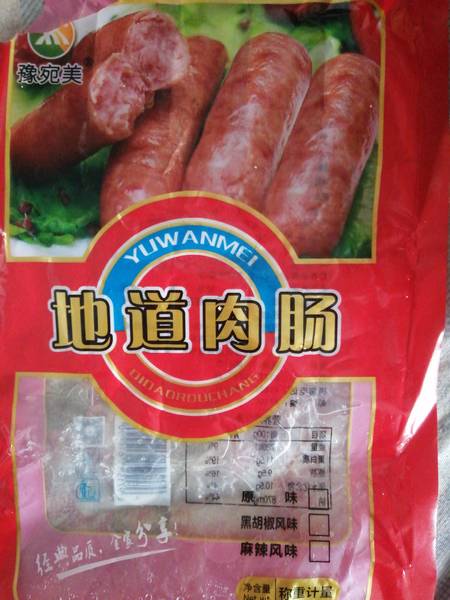 豫宛美
YUWANMEI
地道肉肠
DIDAOROUCHANG
原 味
黑胡椒风味
麻辣风味
经典品质,全家分享!
净含量
称重计量